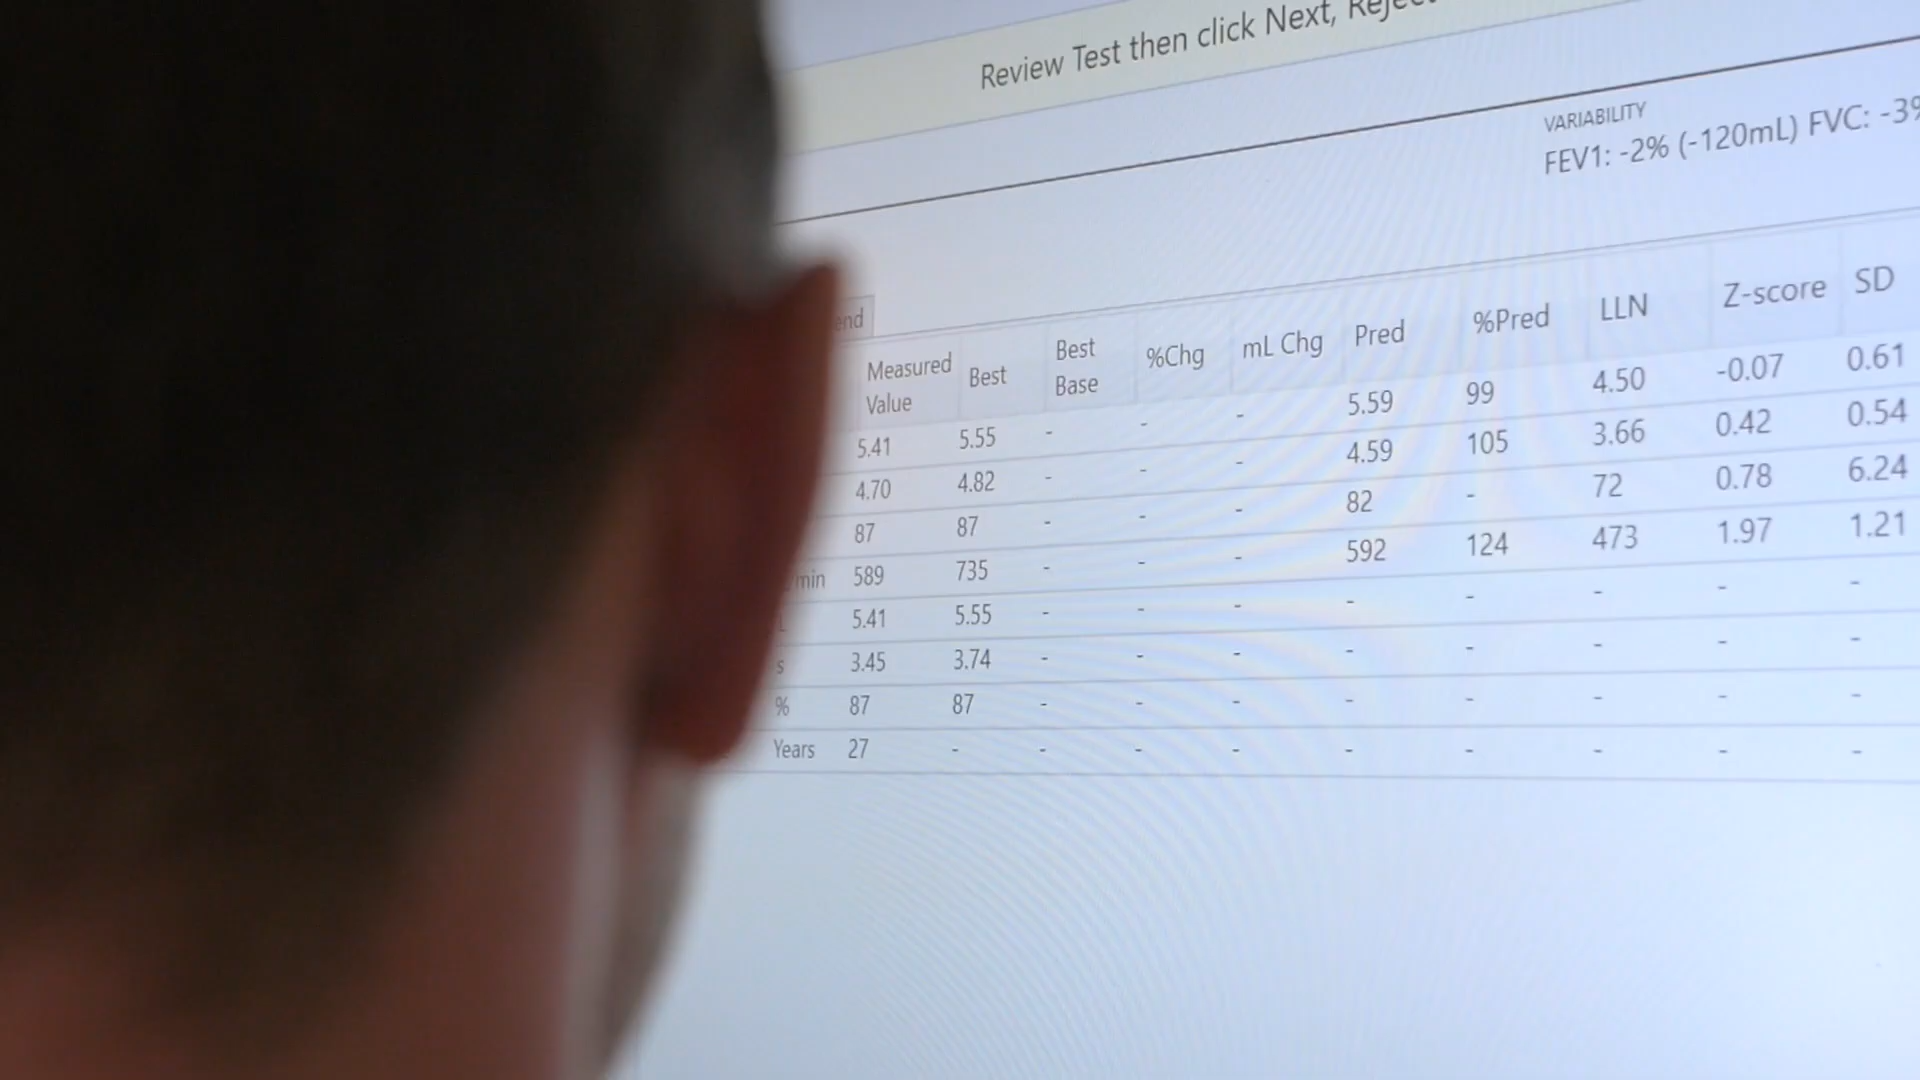 Review Test then click Next,
VARIABILITY
FEV1: -2% (-120mL) FVC: -3%
Measured Value Best Best Base %Chg mL Chg Pred %Pred LLN Z-score SD
5.41 5.55 - - - 5.59 99 4.50 -0.07 0.61
4.70 4.82 - - - 4.59 105 3.66 0.42 0.54
87 87 - - - 82 - 72 0.78 6.24
min 589 735 - - - 592 124 473 1.97 1.21
5.41 5.55 - - - - - - - -
s 3.45 3.74 - - - - - - - -
% 87 87 - - - - - - - -
Years 27 - - - - - - - - -